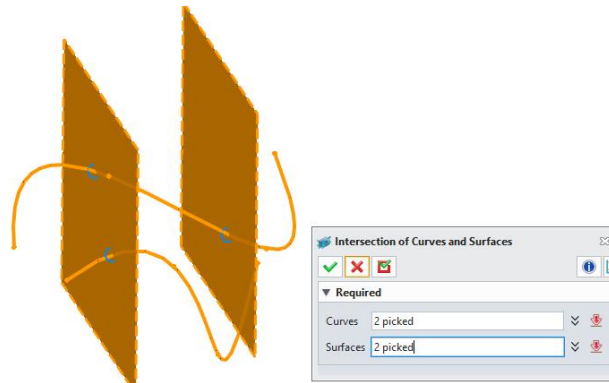 Intersection of Curves and Surfaces
Required
Curves 2 picked
Surfaces 2 picked